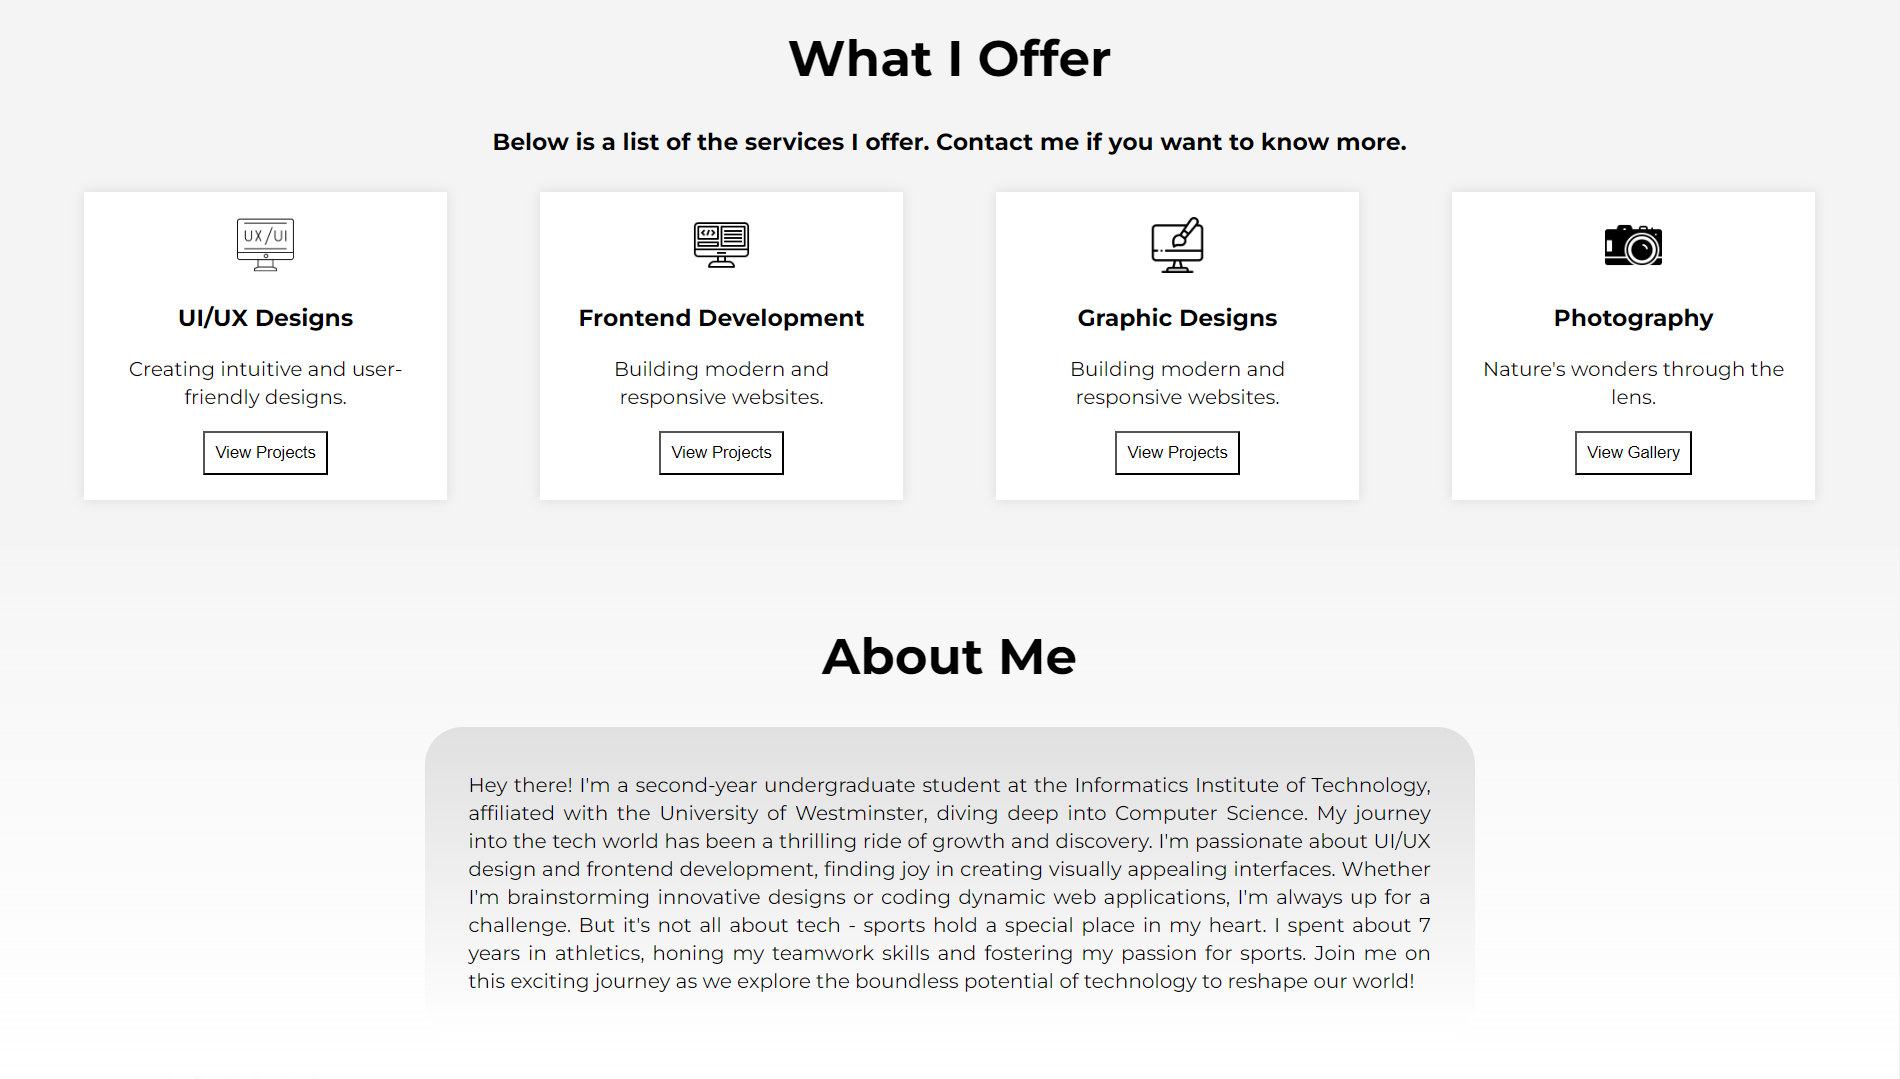 What I Offer
Below is a list of the services I offer. Contact me if you want to know more.
UX/UI
UI/UX Designs
Creating intuitive and user-
friendly designs.
View Projects
</>
Frontend Development
Building modern and
responsive websites.
View Projects
Graphic Designs
Building modern and
responsive websites.
View Projects
Photography
Nature's wonders through the
lens.
View Gallery
About Me
Hey there! I'm a second-year undergraduate student at the Informatics Institute of Technology,
affiliated with the University of Westminster, diving deep into Computer Science. My journey
into the tech world has been a thrilling ride of growth and discovery. I'm passionate about UI/UX
design and frontend development, finding joy in creating visually appealing interfaces. Whether
I'm brainstorming innovative designs or coding dynamic web applications, I'm always up for a
challenge. But it's not all about tech - sports hold a special place in my heart. I spent about 7
years in athletics, honing my teamwork skills and fostering my passion for sports. Join me on
this exciting journey as we explore the boundless potential of technology to reshape our world!